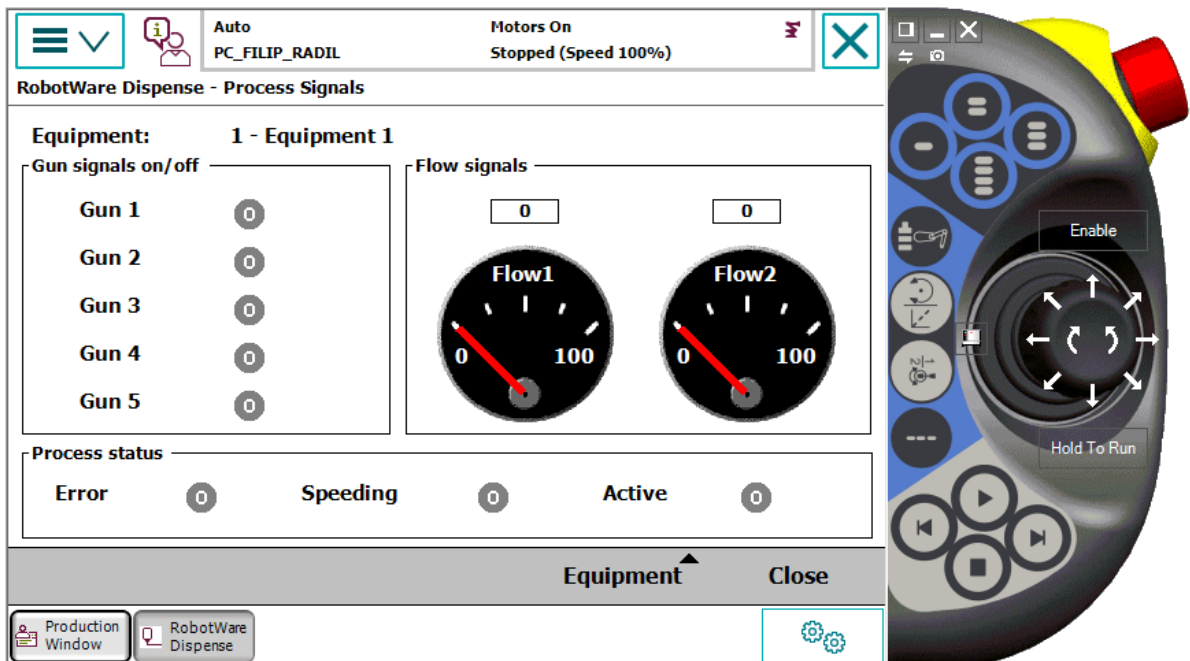 Auto
Motors On
PC_FILIP_RADIL
Stopped (Speed 100%)
RobotWare Dispense - Process Signals
Equipment: 1 - Equipment 1
Gun signals on/off
Flow signals
Gun 1 0
Gun 2 0
Gun 3 0
Gun 4 0
Gun 5 0
0
0
Flow1
0 100
Flow2
0 100
Process status
Error 0
Speeding 0
Active 0
Equipment
Close
Production
Window
RobotWare
Dispense
Enable
Hold To Run